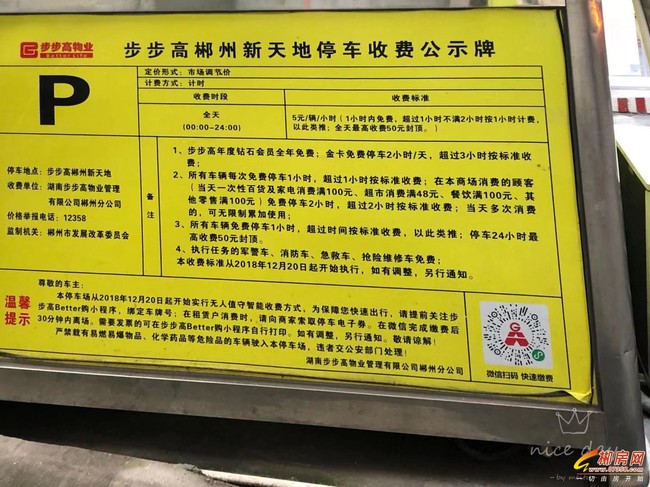 步步高物业
Better Life
步步高郴州新天地停车收费公示牌
P
定价形式：市场调节价
计费方式：计时
收费时段
收费标准
全天
(00:00-24:00)
5元/辆/小时（1小时内免费，超过1小时不满2小时按1小时计费，
以此类推；全天最高收费50元封顶。）
停车地点：步步高郴州新天地
收费单位：湖南步步高物业管理
有限公司郴州分公司
价格举报电话：12358
监制机关：郴州市发展改革委员会
备注
1、步步高年度钻石会员全年免费；金卡免费停车2小时/天，超过3小时按标准收
费；
2、所有车辆每次免费停车1小时，超过1小时按标准收费；在本商场消费的顾客
（当天一次性百货及家电消费满100元、超市消费满48元、餐饮满100元、其
他零售满100元）免费停车2小时，超过2小时按标准收费；当天多次消费
的，可无限制累加使用；
3、所有车辆免费停车1小时，超过时间按标准收费，以此类推；停车24小时最
高收费50元封顶。
4、执行任务的军警车、消防车、急救车、抢险维修车免费；
本收费标准从2018年12月20日起开始执行，如有调整，另行通知。
温馨
提示
尊敬的车主：
本停车场从2018年12月20日起开始实行无人值守智能收费方式，为保障您快速出行，请提前关注步
步高Better购小程序，绑定车牌号；在租赁户消费时，请向商家索取停车电子券。在微信完成缴费后
30分钟内离场，需要发票的可在步步高Better购小程序自行打印。如有调整，另行通知。敬请谅解！
严禁载有易燃易爆物品、化学药品等危险品的车辆驶入本停车场，违者交公安部门处理！
湖南步步高物业管理有限公司郴州分公司
微信扫码 快速缴费
nice day
郴房网
www.0735f.com
切由房开始